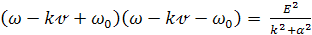 (ω − kv + ω₀)(ω − kv − ω₀) = E²/(k²+α²)